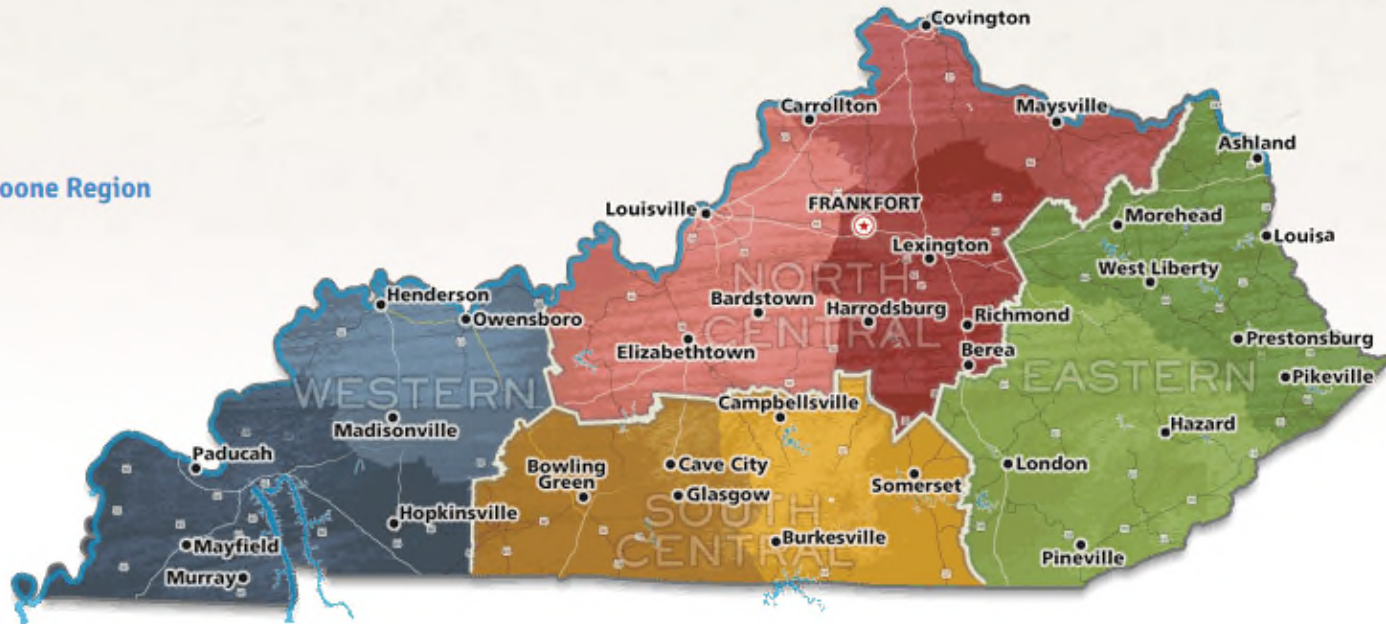 Covington
Carrollton
Maysville
Ashland
oone Region
FRANKFORT
Louisville
Morehead
Louisa
Lexington
NORTH
CENTRAL
West Liberty
Henderson
Bardstown
Harrodsburg
Richmond
Owensboro
Prestonsburg
Elizabethtown
Berea
EASTERN
Pikeville
WESTERN
Campbellsville
Madisonville
Hazard
Paducah
Bowling
Green
Cave City
London
Somerset
Glasgow
Hopkinsville
SOUTH
CENTRAL
Burkesville
Mayfield
Pineville
Murray